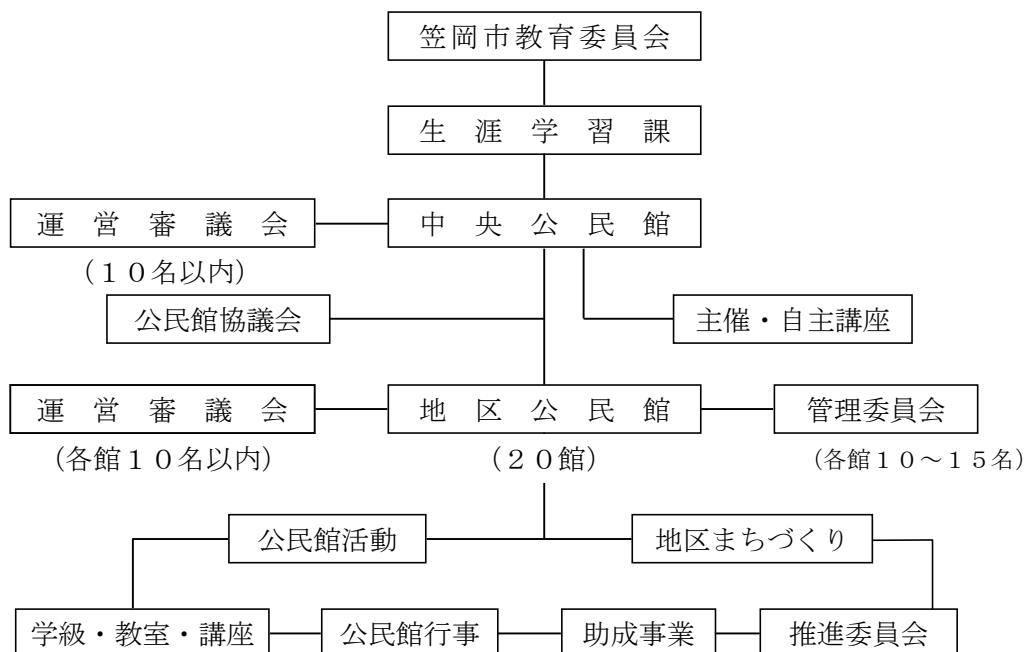 笠岡市教育委員会
生涯学習課
運営審議会
中央公民館
（１０名以内）
公民館協議会
主催・自主講座
運営審議会
地区公民館
管理委員会
（各館１０名以内）
（２０館）
（各館１０～１５名）
公民館活動
地区まちづくり
学級・教室・講座
公民館行事
助成事業
推進委員会